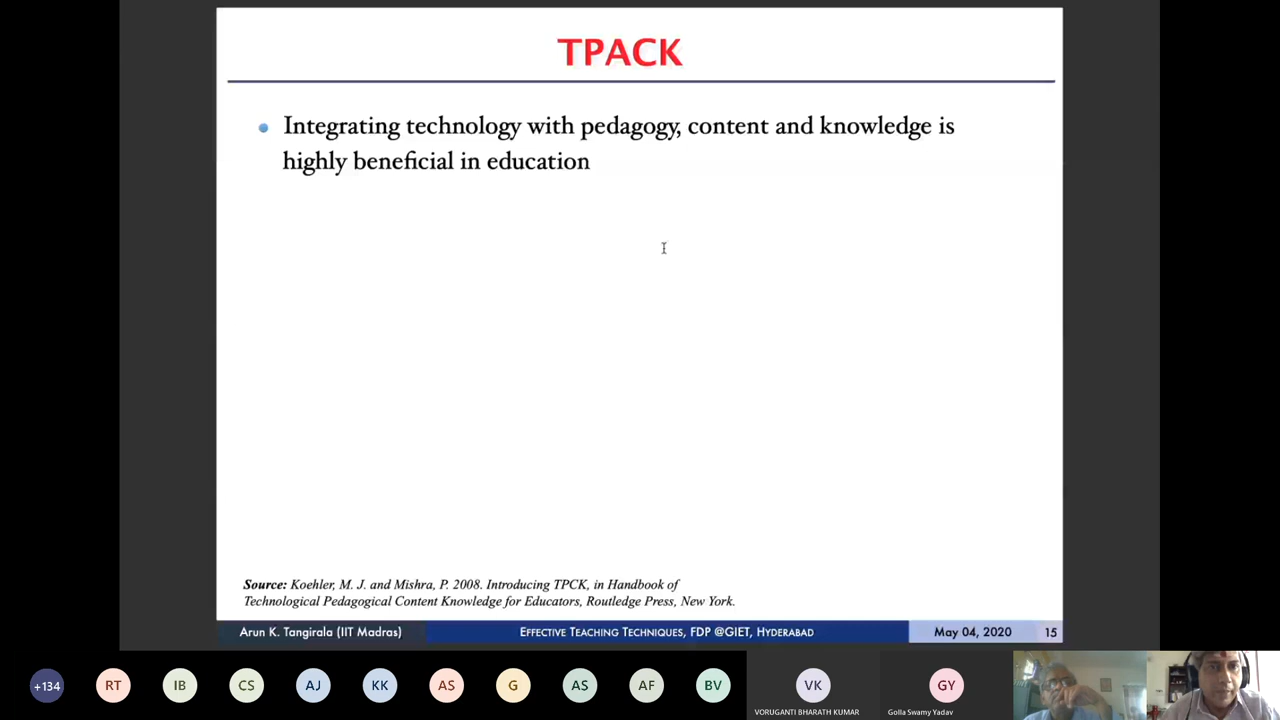 TPACK
Integrating technology with pedagogy, content and knowledge is
highly beneficial in education
Source: Koehler, M. J. and Mishra, P. 2008. Introducing TPCK, in Handbook of
Technological Pedagogical Content Knowledge for Educators, Routledge Press, New York.
Arun K. Tangirala (IIT Madras) EFFECTIVE TEACHING TECHNIQUES, FDP @GIET, HYDERABAD May 04, 2020 15
+134 RT IB CS AJ KK AS G AS AF BV VK GY
VORUGANTI BHARATH KUMAR Golla Swamy Yadav